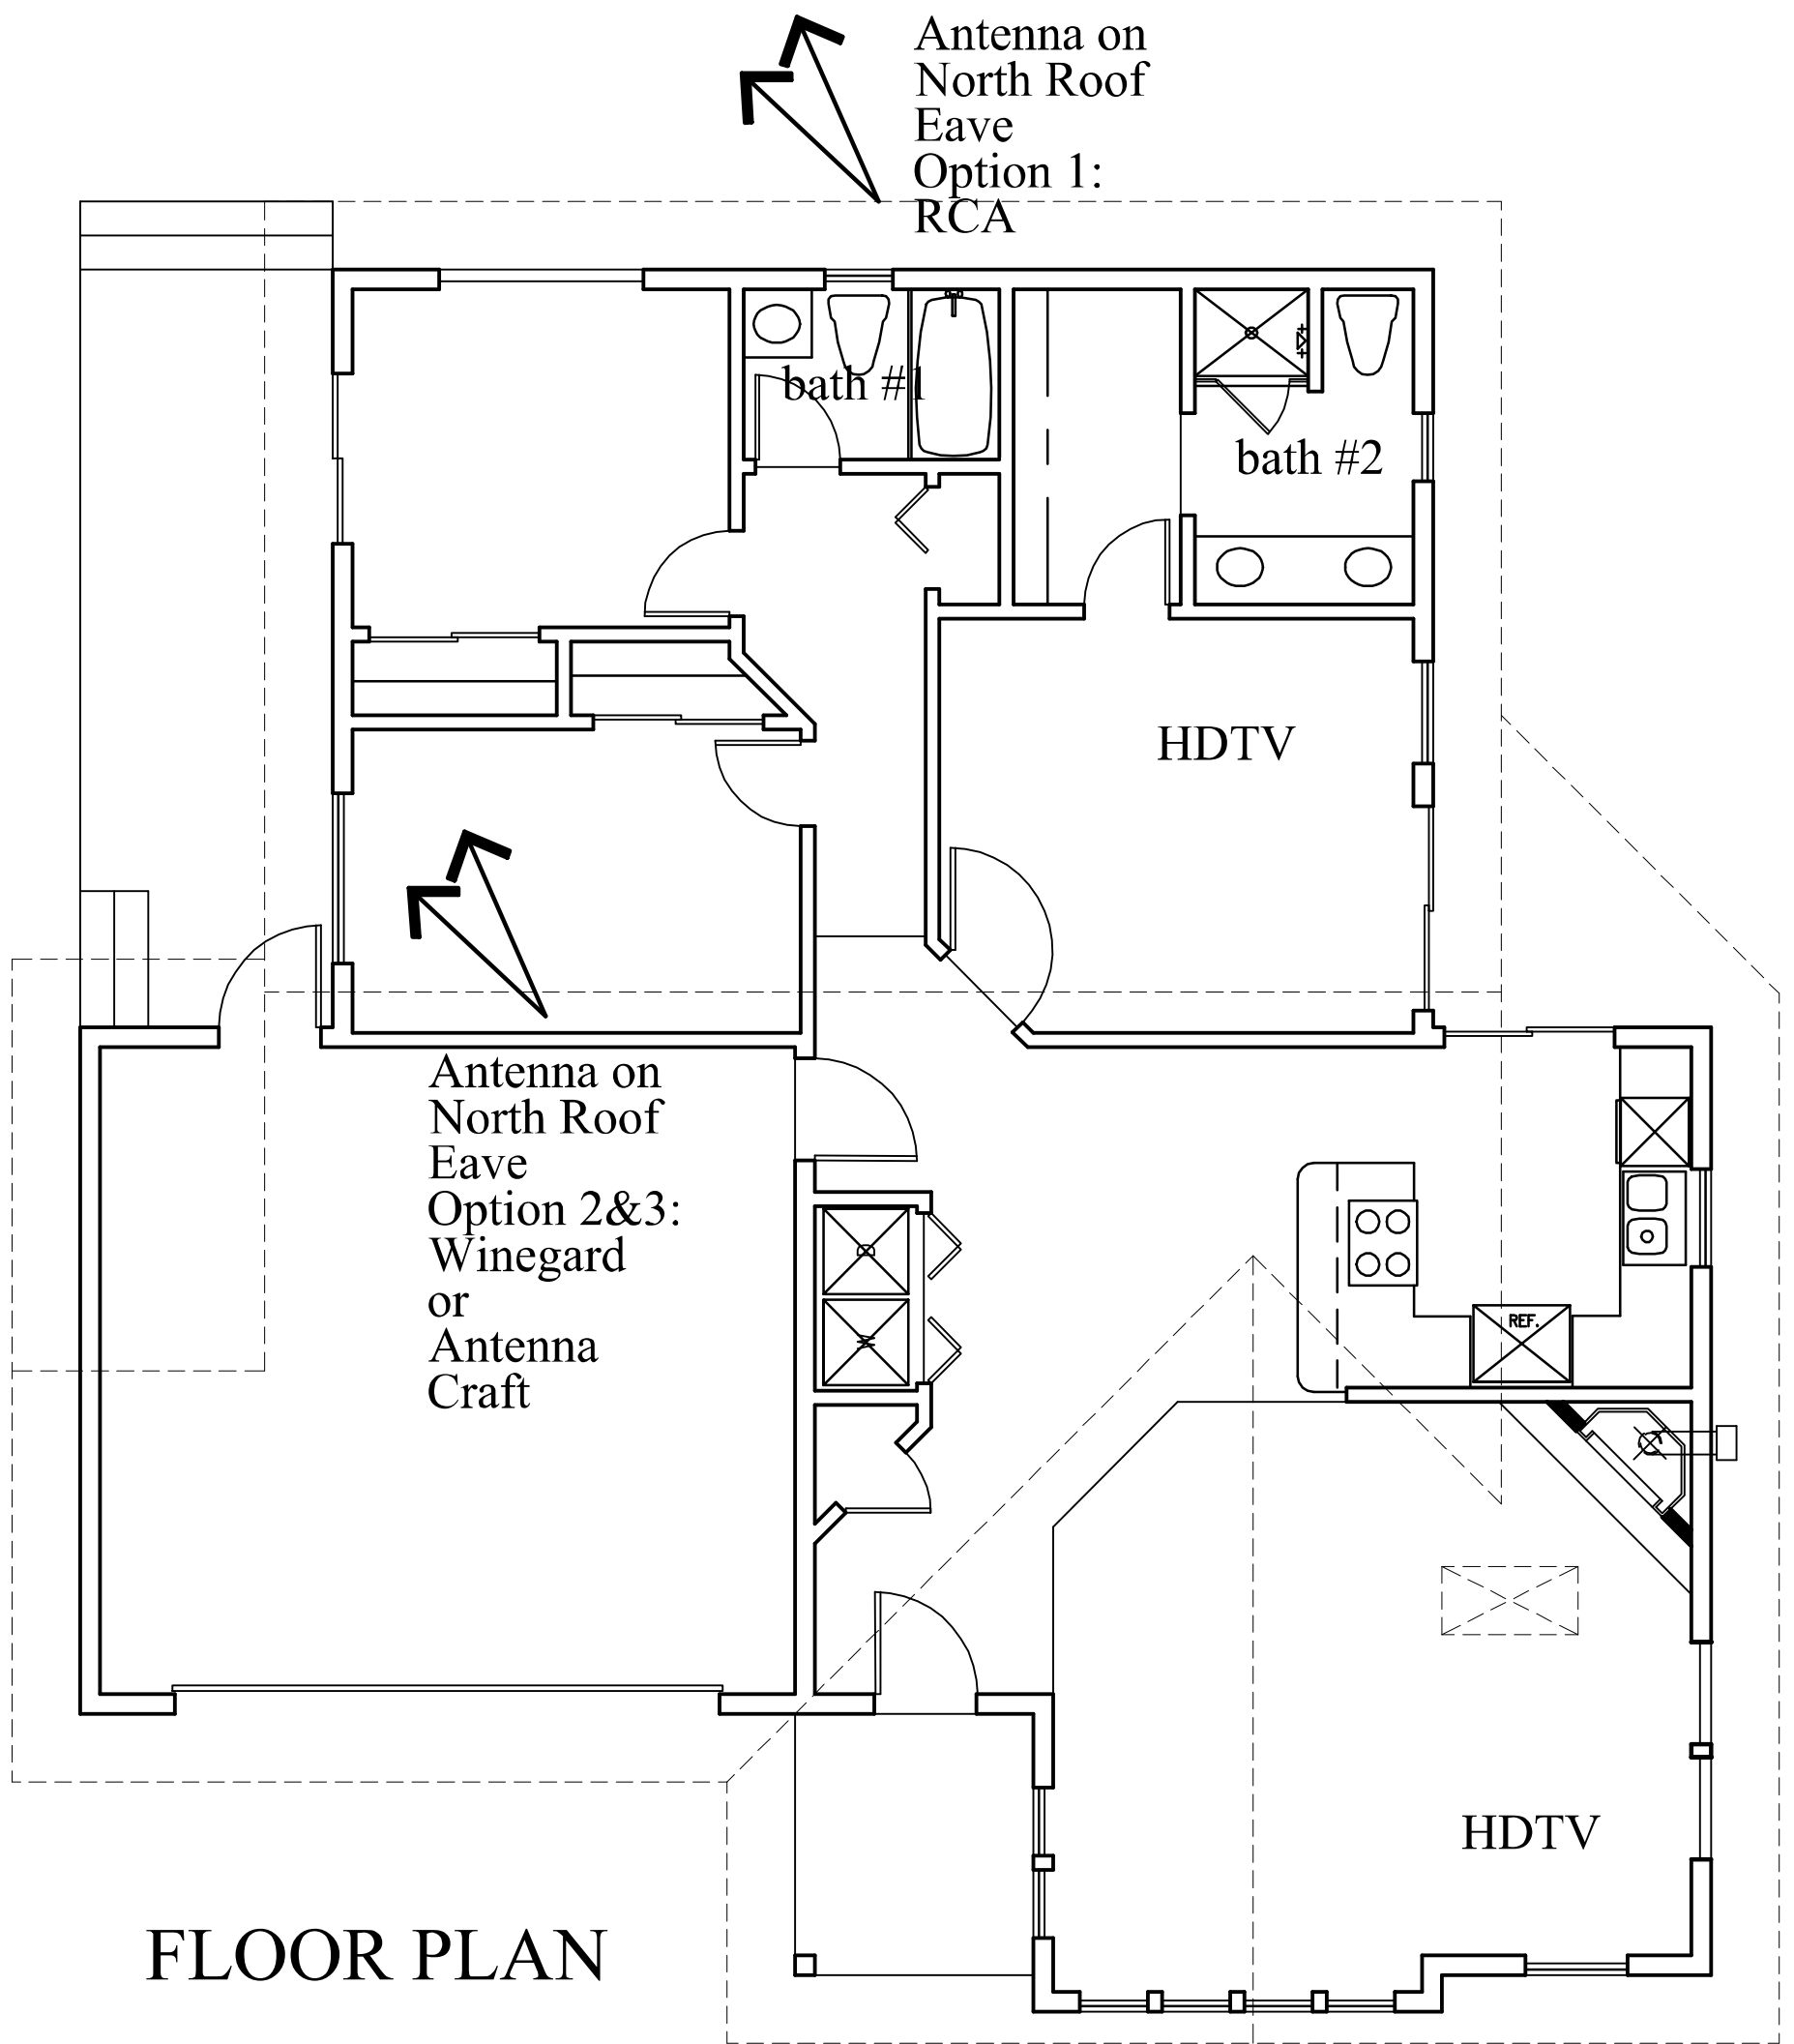 Antenna on
North Roof
Eave
Option 1:
RCA
bath #1
bath #2
HDTV
Antenna on
North Roof
Eave
Option 2&3:
Winegard
or
Antenna
Craft
REF.
HDTV
FLOOR PLAN